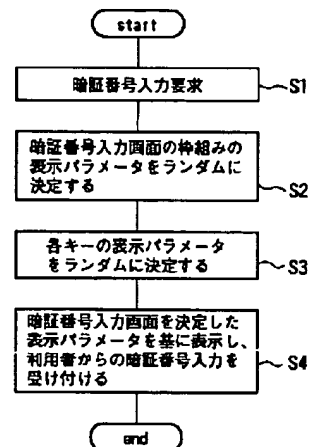 start
暗証番号入力要求
S1
暗証番号入力画面の枠組みの
表示パラメータをランダムに
決定する
S2
各キーの表示パラメータ
をランダムに決定する
S3
暗証番号入力画面を決定した
表示パラメータを基に表示し、
利用者からの暗証番号入力を
受け付ける
S4
end